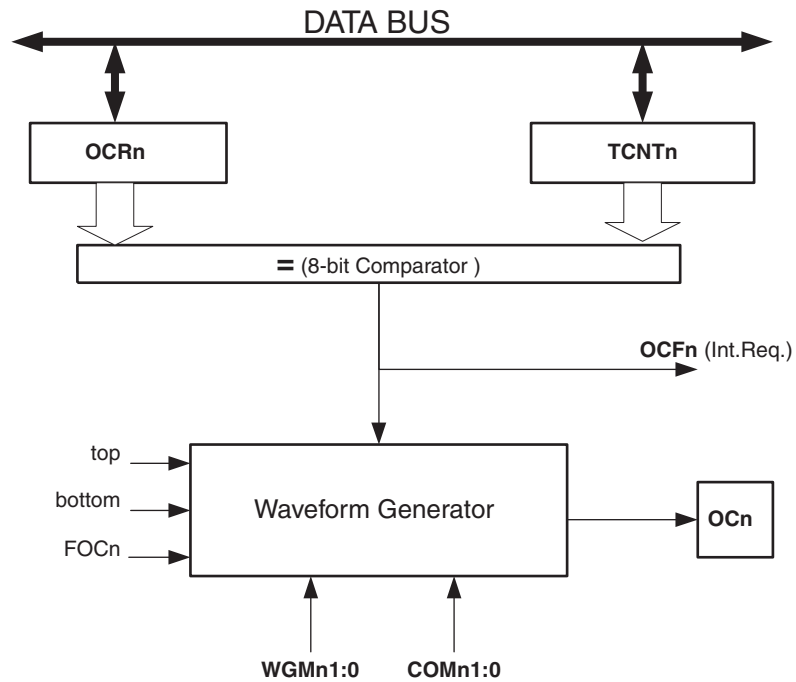 DATA BUS
OCRn
TCNTn
= (8-bit Comparator )
OCFn (Int.Req.)
top
bottom
FOCn
Waveform Generator
OCn
WGMn1:0
COMn1:0